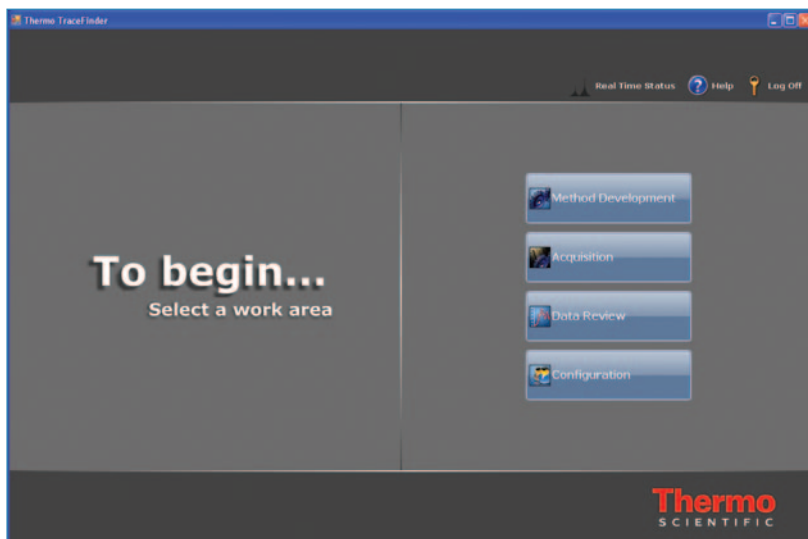 Thermo TraceFinder
Real Time Status Help Log Off
Method Development
To begin...
Select a work area
Acquisition
Data Review
Configuration
Thermo
SCIENTIFIC